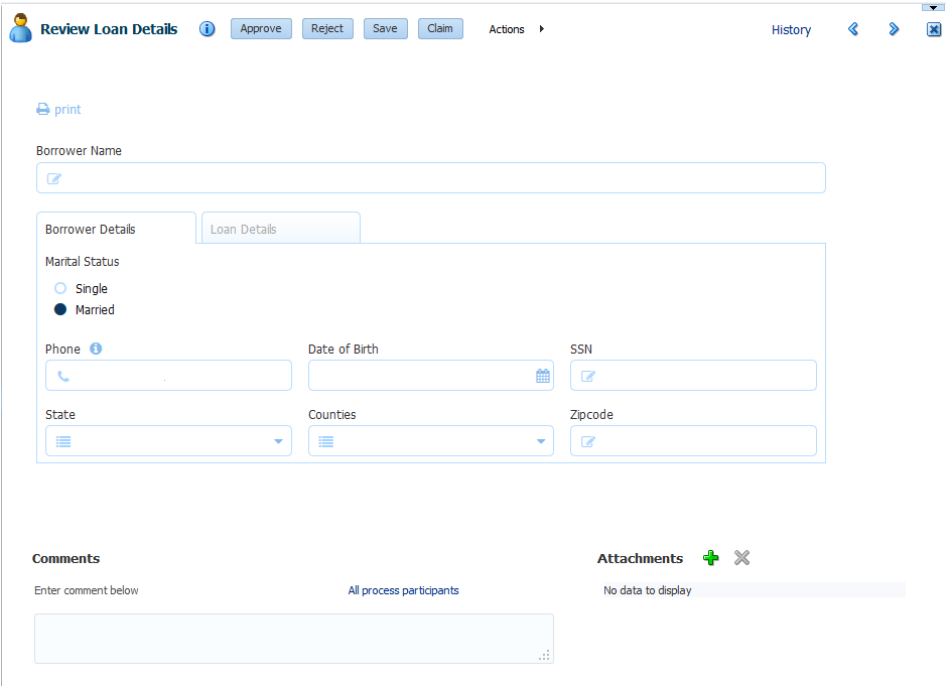 Review Loan Details Approve Reject Save Claim Actions History
print
Borrower Name
Borrower Details Loan Details
Marital Status
Single
Married
Phone Date of Birth SSN
State Counties Zipcode
Comments Attachments
Enter comment below All process participants No data to display